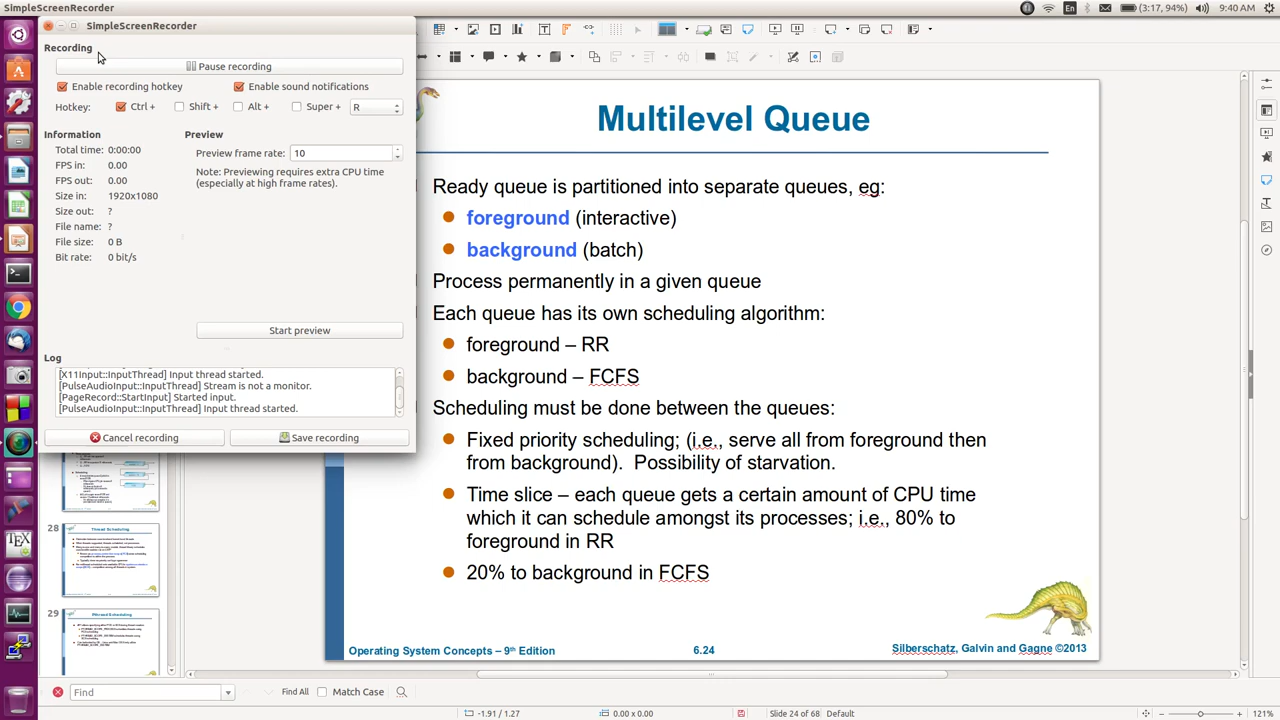 SimpleScreenRecorder
En
(3:17, 94%)
9:40 AM
SimpleScreenRecorder
Recording
Pause recording
Enable recording hotkey
Enable sound notifications
Hotkey:
Ctrl +
Shift +
Alt +
Super +
R
Information
Preview
Total time: 0:00:00
Preview frame rate: 10
FPS in: 0.00
Note: Previewing requires extra CPU time
(especially at high frame rates).
FPS out: 0.00
Size in: 1920x1080
Size out: ?
File name: ?
File size: 0 B
Bit rate: 0 bit/s
Start preview
Log
[X11Input::InputThread] Input thread started.
[PulseAudioInput::InputThread] Stream is not a monitor.
[PageRecord::StartInput] Started input.
[PulseAudioInput::InputThread] Input thread started.
Cancel recording
Save recording
Multilevel Queue
Ready queue is partitioned into separate queues, eg:
foreground (interactive)
background (batch)
Process permanently in a given queue
Each queue has its own scheduling algorithm:
foreground – RR
background – FCFS
Scheduling must be done between the queues:
Fixed priority scheduling; (i.e., serve all from foreground then
from background). Possibility of starvation.
Time slice – each queue gets a certain amount of CPU time
which it can schedule amongst its processes; i.e., 80% to
foreground in RR
20% to background in FCFS
Operating System Concepts – 9th Edition
6.24
Silberschatz, Galvin and Gagne ©2013
28
Thread Scheduling
29
Pthread Scheduling
Find
Find All
Match Case
-1.91 / 1.27
0.00 x 0.00
Slide 24 of 68
Default
121%